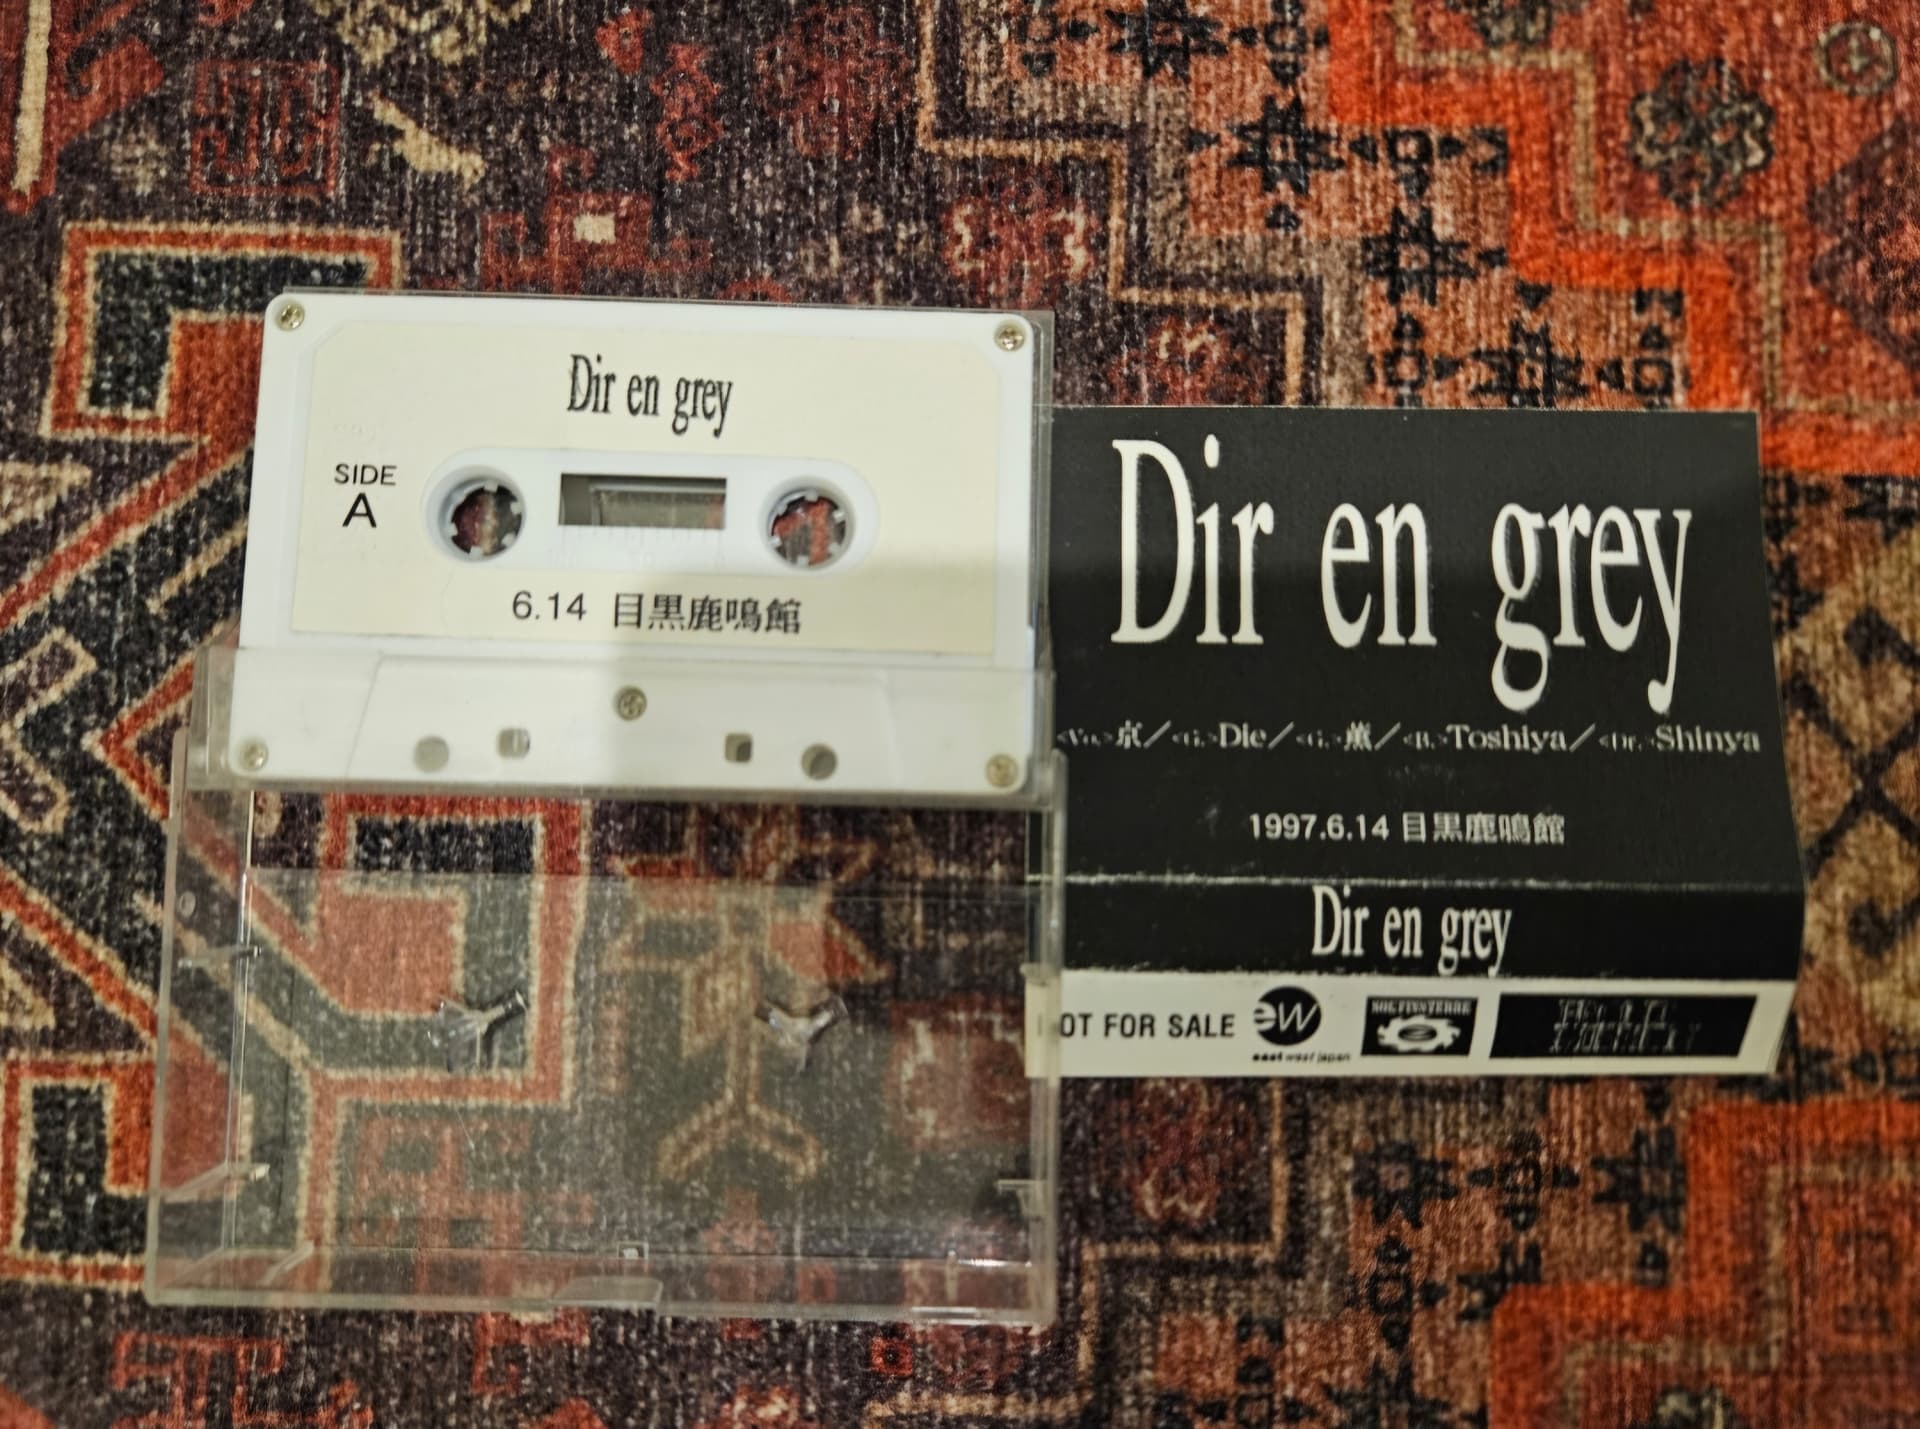 Dir en grey
SIDE
A
6.14 目黒鹿鳴館
Dir en grey
<Vo.>京／<G.>Die／<G.>薫／<B.>Toshiya／<Dr.>Shinya
1997.6.14 目黒鹿鳴館
Dir en grey
OT FOR SALE
ew
east west japan